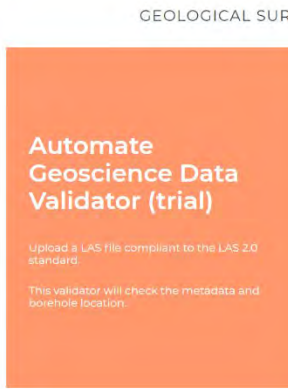 GEOLOGICAL SUR
Automate
Geoscience Data
Validator (trial)
Upload a LAS file compliant to the LAS 2.0
standard.
This validator will check the metadata and
borehole location.